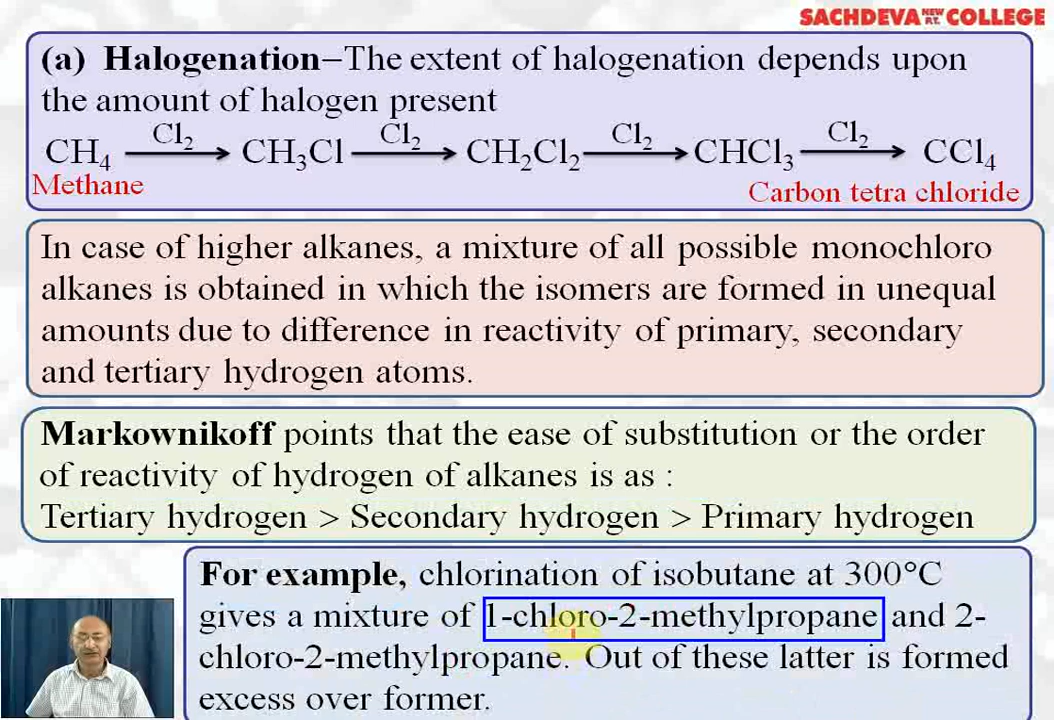 SACHDEVA NEW P.T. COLLEGE
(a) Halogenation–The extent of halogenation depends upon
the amount of halogen present
CH₄ —Cl₂→ CH₃Cl —Cl₂→ CH₂Cl₂ —Cl₂→ CHCl₃ —Cl₂→ CCl₄
Methane Carbon tetra chloride
In case of higher alkanes, a mixture of all possible monochloro
alkanes is obtained in which the isomers are formed in unequal
amounts due to difference in reactivity of primary, secondary
and tertiary hydrogen atoms.
Markownikoff points that the ease of substitution or the order
of reactivity of hydrogen of alkanes is as :
Tertiary hydrogen > Secondary hydrogen > Primary hydrogen
For example, chlorination of isobutane at 300°C
gives a mixture of 1-chloro-2-methylpropane and 2-
chloro-2-methylpropane. Out of these latter is formed
excess over former.